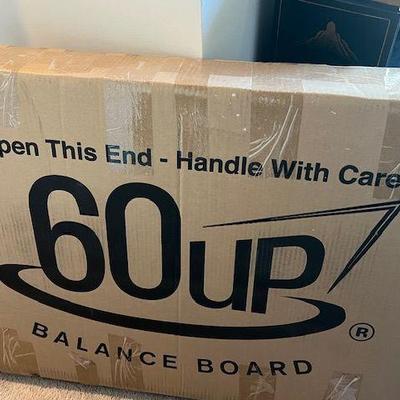 pen This End - Handle With Care
60uP
®
BALANCE BOARD